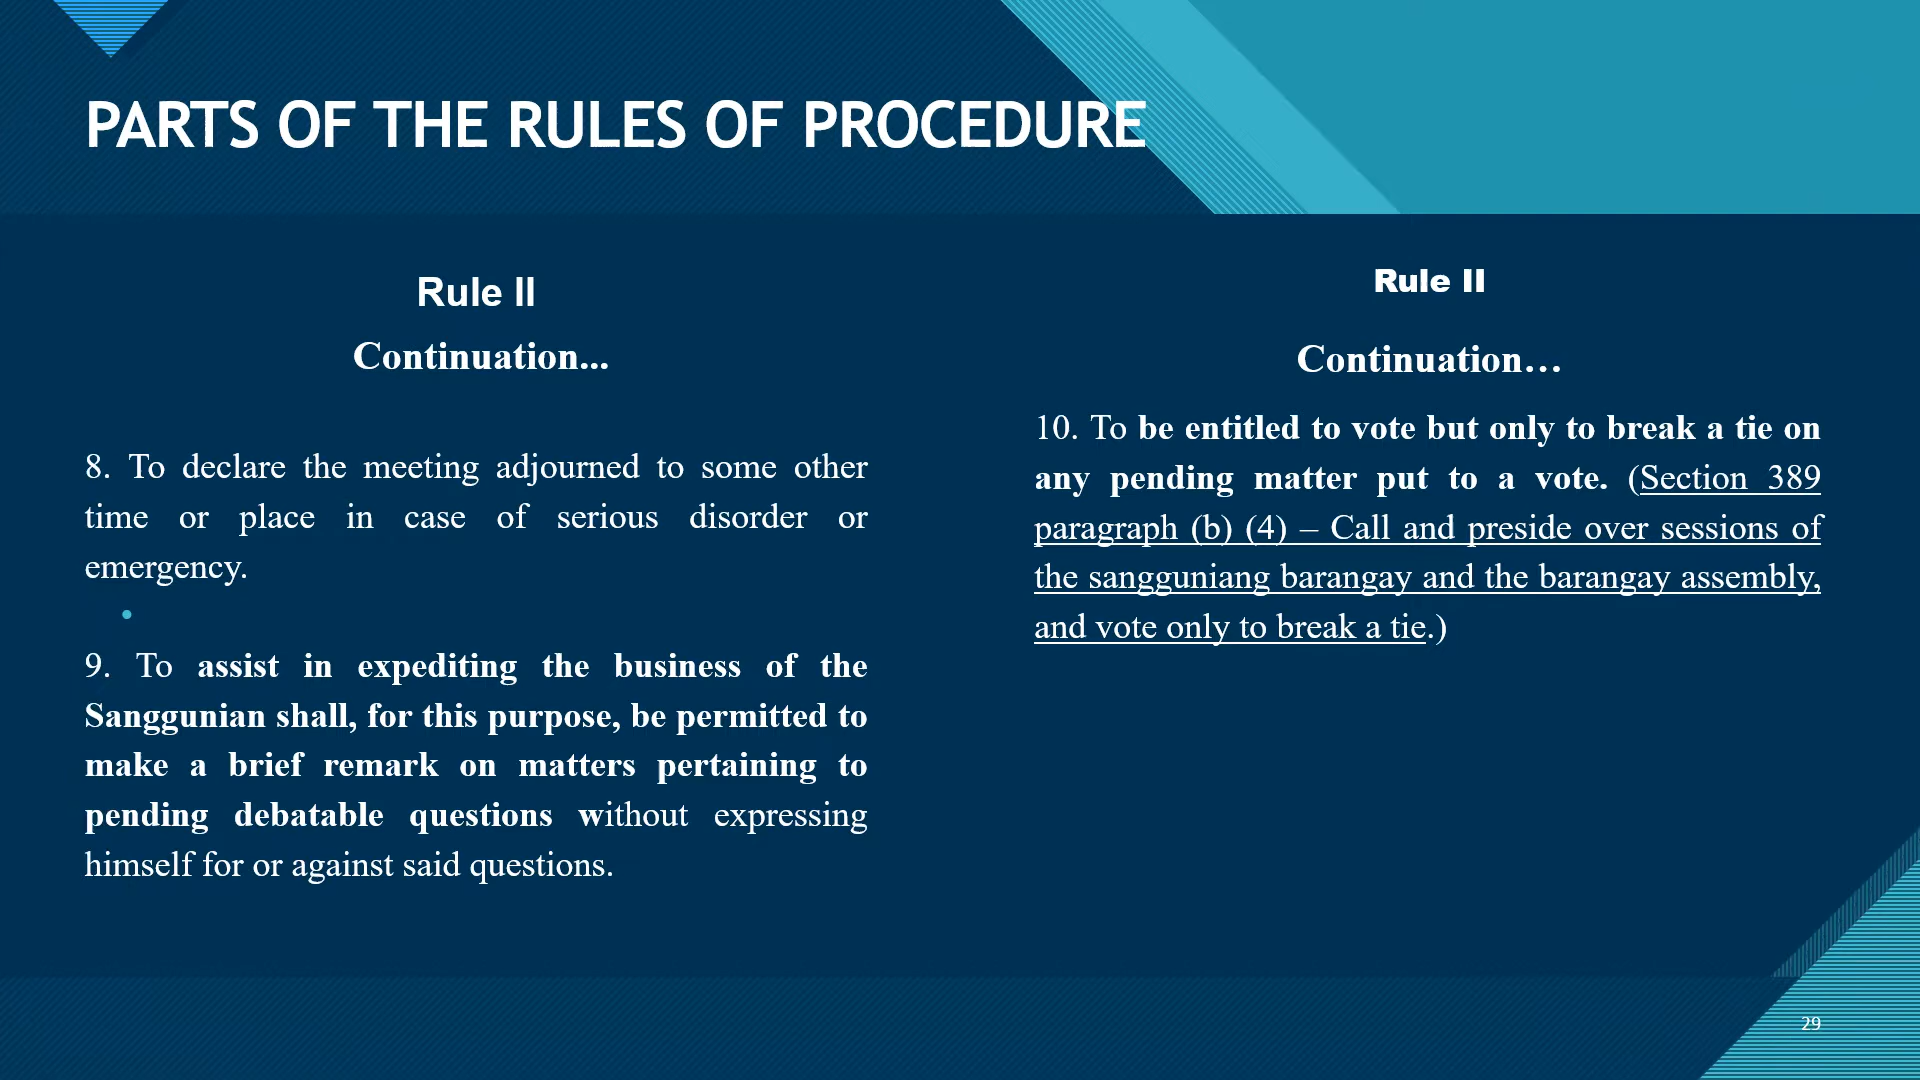 PARTS OF THE RULES OF PROCEDURE
Rule II
Continuation...
8. To declare the meeting adjourned to some other
time or place in case of serious disorder or
emergency.
9. To assist in expediting the business of the
Sanggunian shall, for this purpose, be permitted to
make a brief remark on matters pertaining to
pending debatable questions without expressing
himself for or against said questions.
Rule II
Continuation…
10. To be entitled to vote but only to break a tie on
any pending matter put to a vote. (Section 389
paragraph (b) (4) – Call and preside over sessions of
the sangguniang barangay and the barangay assembly,
and vote only to break a tie.)
29